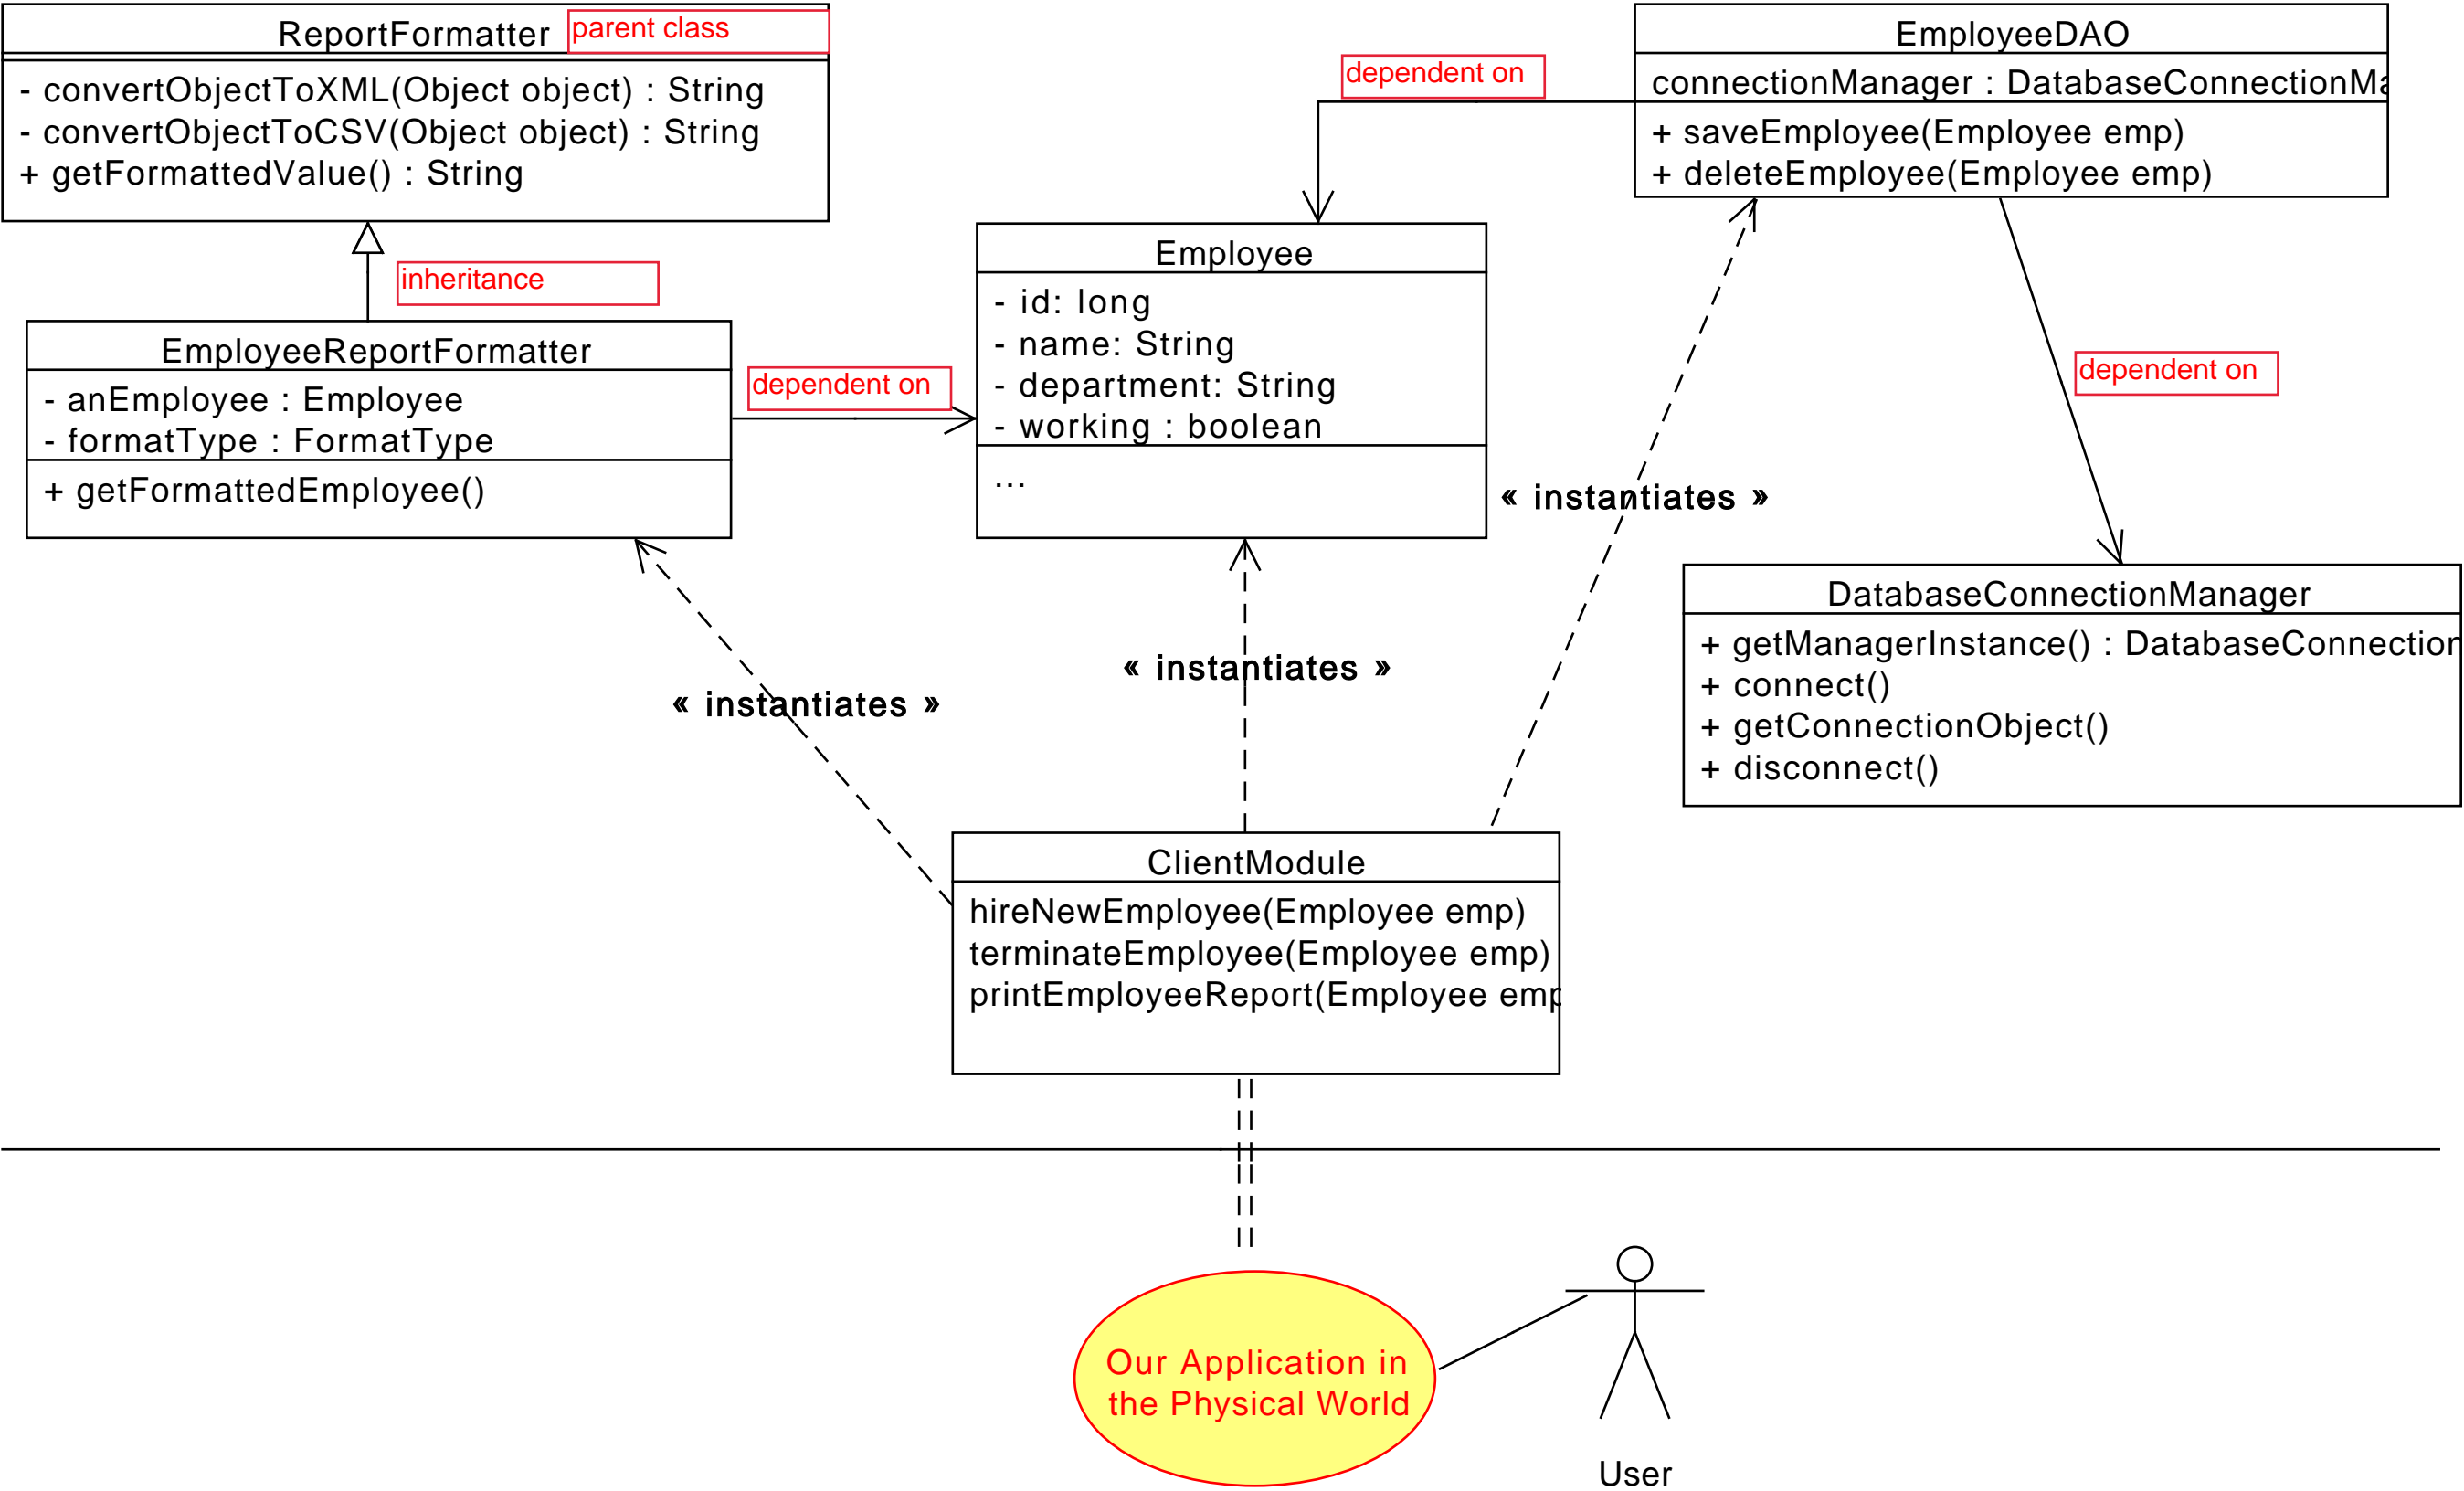 ReportFormatter
parent class
- convertObjectToXML(Object object) : String
- convertObjectToCSV(Object object) : String
+ getFormattedValue() : String
inheritance
EmployeeReportFormatter
- anEmployee : Employee
- formatType : FormatType
+ getFormattedEmployee()
dependent on
dependent on
Employee
- id: long
- name: String
- department: String
- working : boolean
...
EmployeeDAO
connectionManager : DatabaseConnectionMa
+ saveEmployee(Employee emp)
+ deleteEmployee(Employee emp)
dependent on
« instantiates »
« instantiates »
« instantiates »
DatabaseConnectionManager
+ getManagerInstance() : DatabaseConnection
+ connect()
+ getConnectionObject()
+ disconnect()
ClientModule
hireNewEmployee(Employee emp)
terminateEmployee(Employee emp)
printEmployeeReport(Employee emp
Our Application in
the Physical World
User